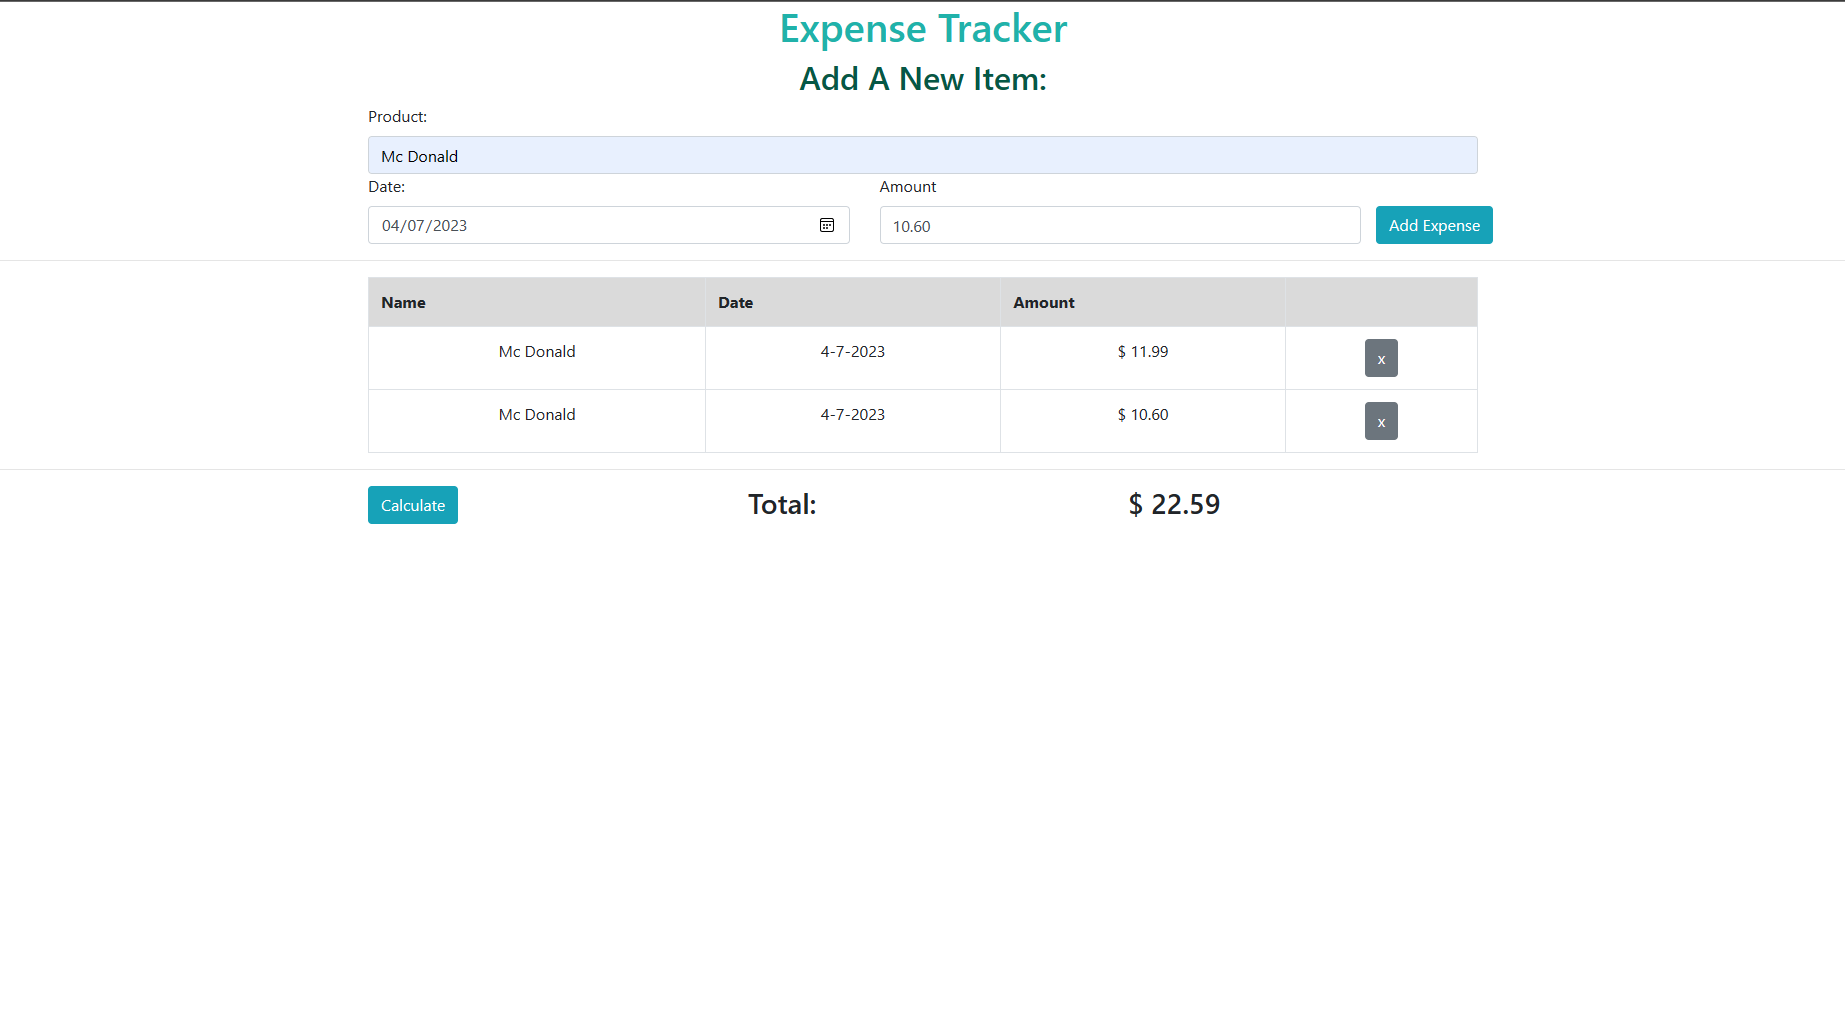 Expense Tracker
Add A New Item:
Product:
Mc Donald
Date: Amount
04/07/2023 10.60 Add Expense
Name Date Amount
Mc Donald 4-7-2023 $ 11.99 x
Mc Donald 4-7-2023 $ 10.60 x
Calculate Total: $ 22.59